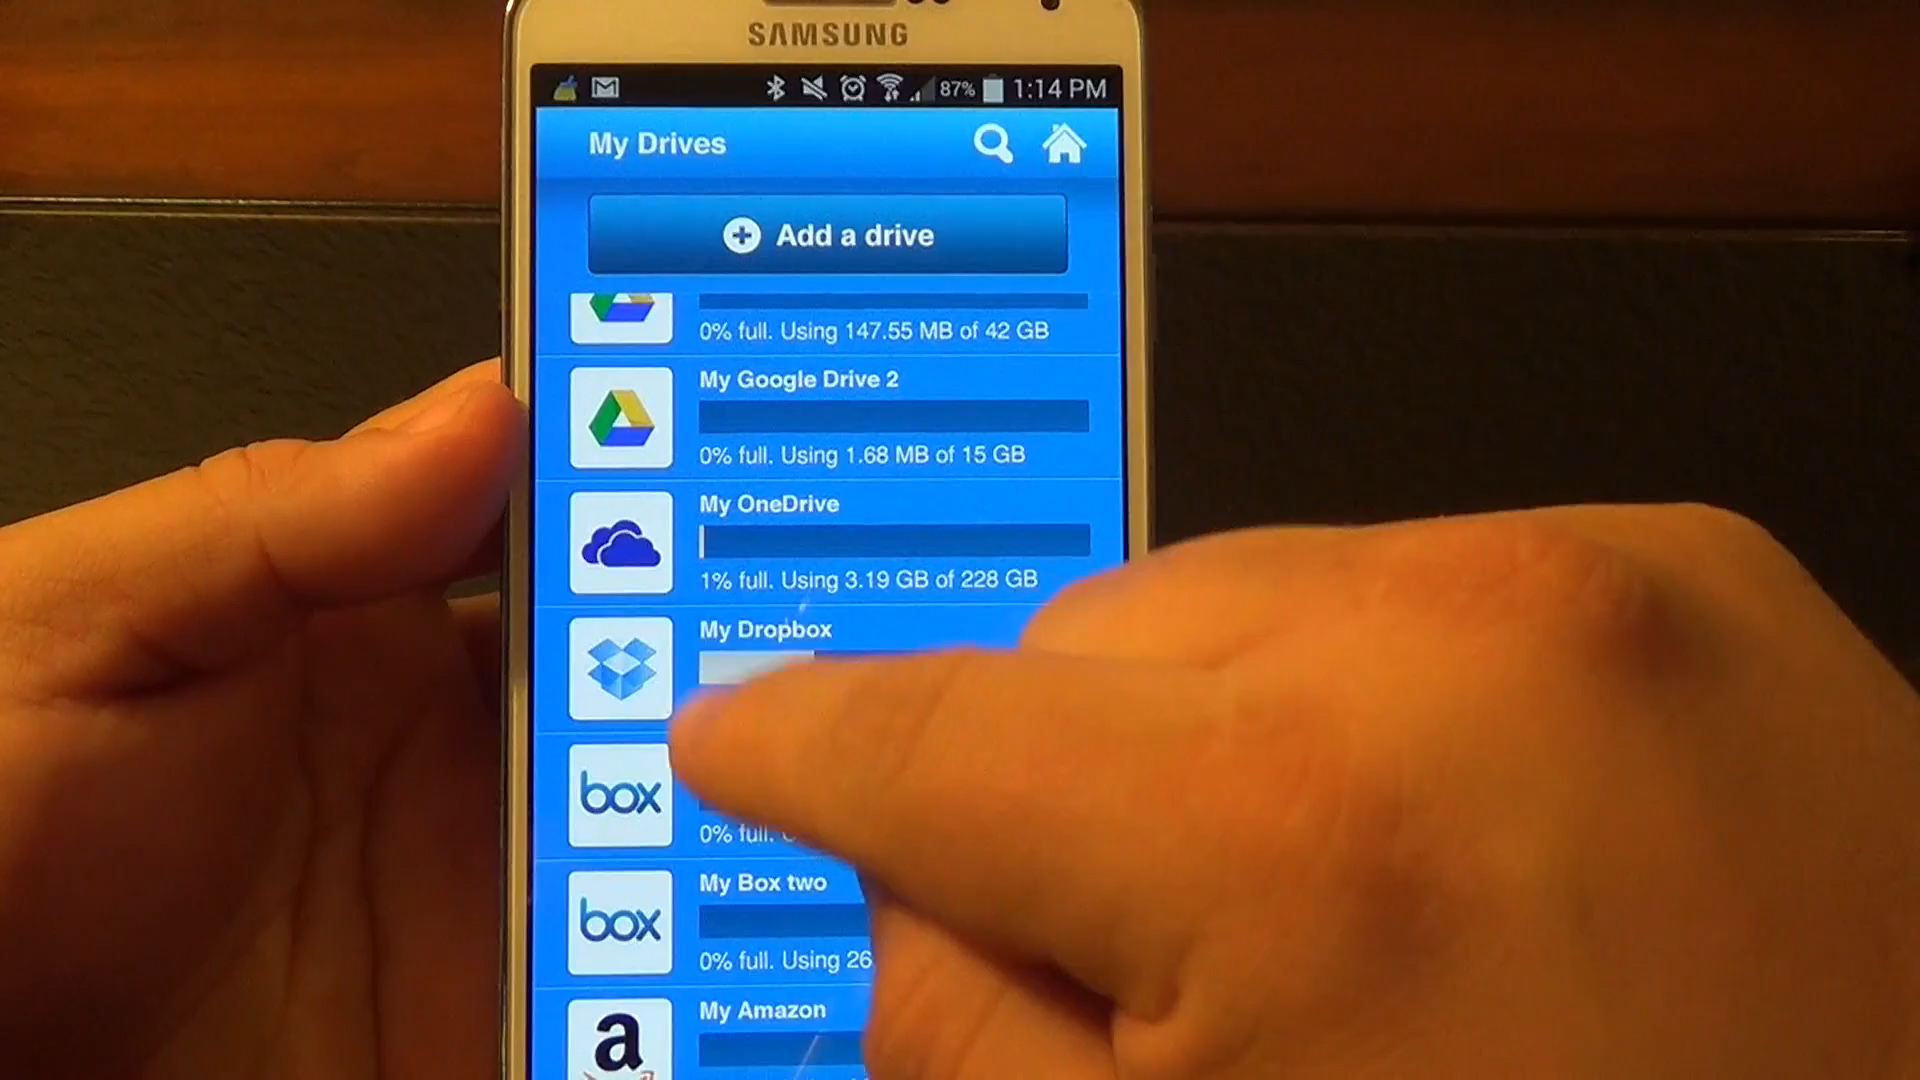 SAMSUNG
87% 1:14 PM
My Drives
Add a drive
0% full. Using 147.55 MB of 42 GB
My Google Drive 2
0% full. Using 1.68 MB of 15 GB
My OneDrive
1% full. Using 3.19 GB of 228 GB
My Dropbox
box
0% full.
My Box two
box
0% full. Using 26
My Amazon
a